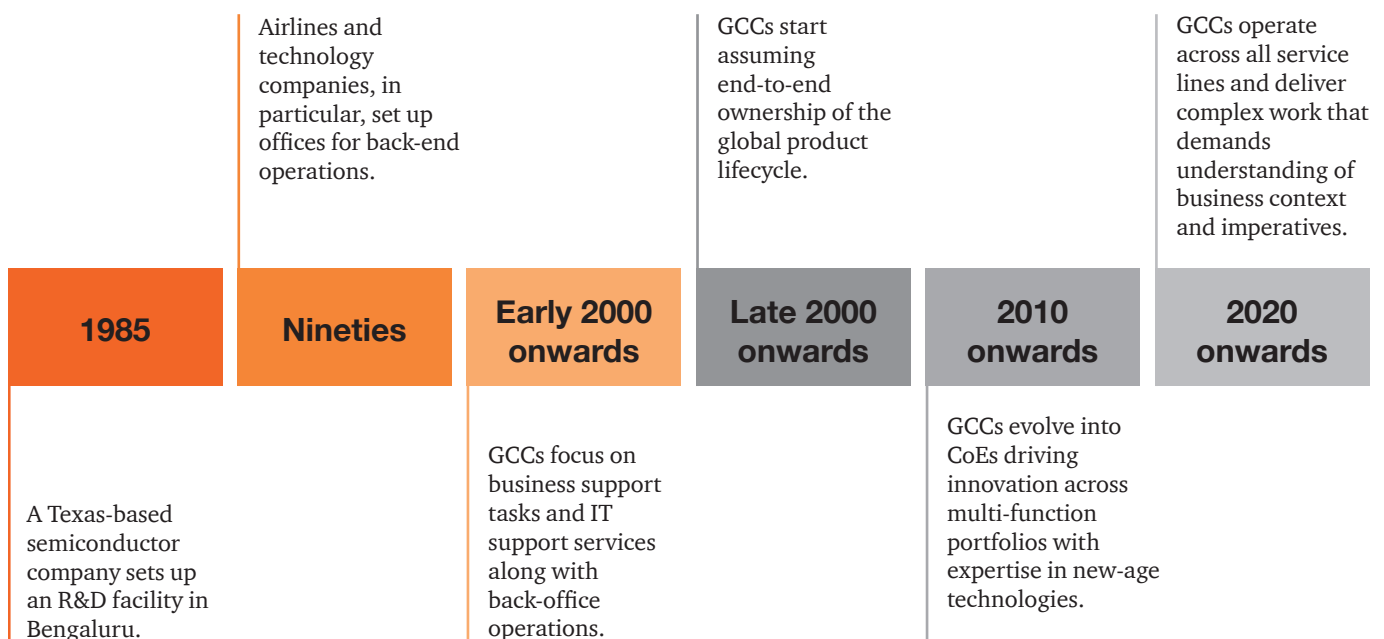 Airlines and
technology
companies, in
particular, set up
offices for back-end
operations.
GCCs start
assuming
end-to-end
ownership of the
global product
lifecycle.
GCCs operate
across all service
lines and deliver
complex work that
demands
understanding of
business context
and imperatives.
1985
Nineties
Early 2000
onwards
Late 2000
onwards
2010
onwards
2020
onwards
A Texas-based
semiconductor
company sets up
an R&D facility in
Bengaluru.
GCCs focus on
business support
tasks and IT
support services
along with
back-office
operations.
GCCs evolve into
CoEs driving
innovation across
multi-function
portfolios with
expertise in new-age
technologies.